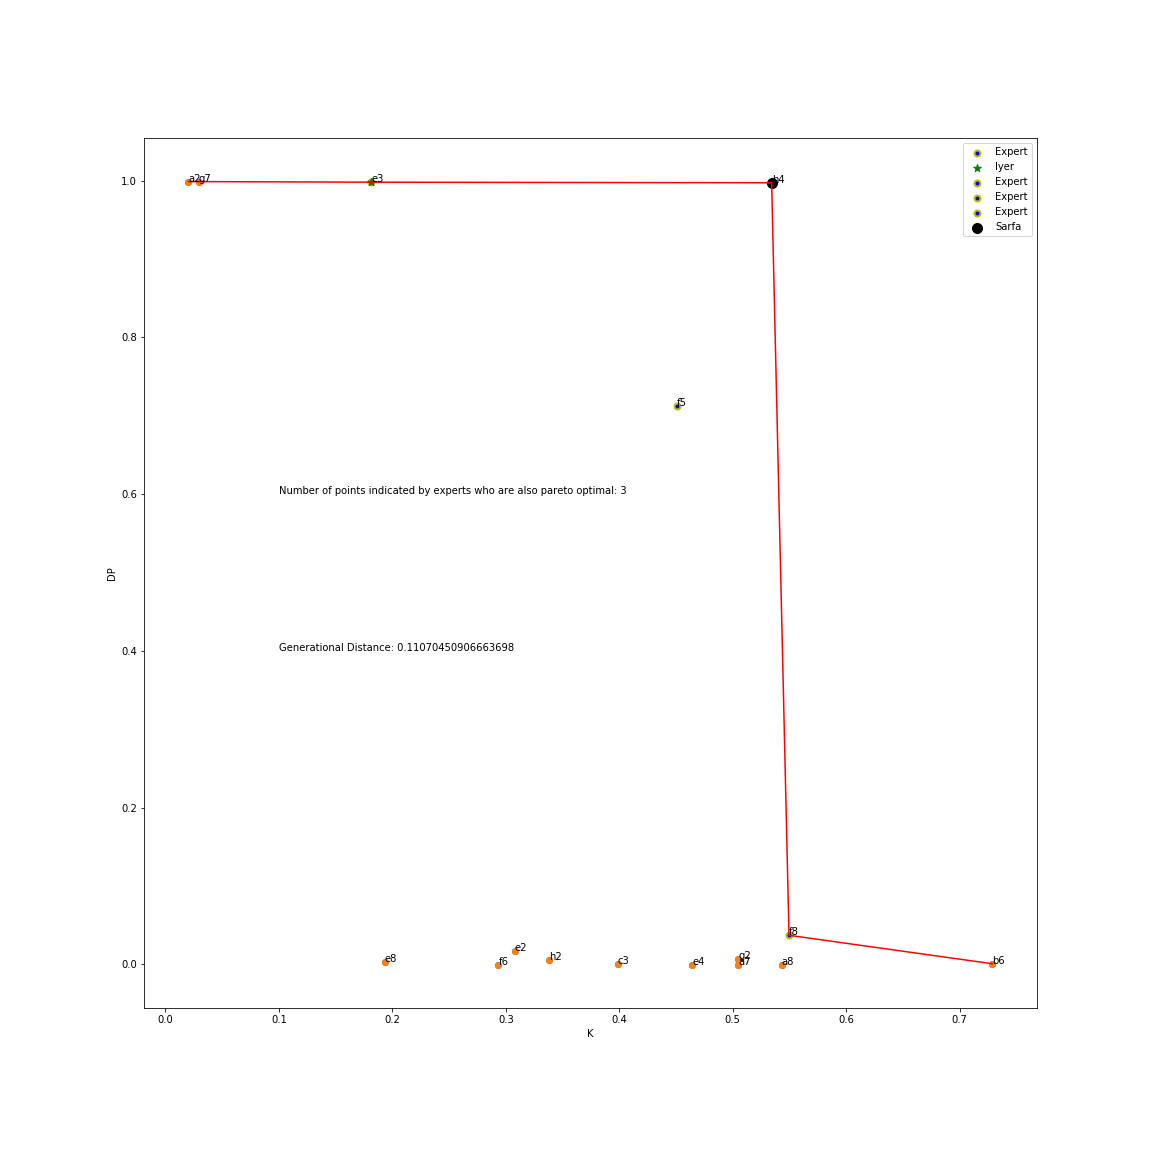 Expert
Iyer
Expert
Expert
Expert
Sarfa
1.0
a2
g7
e3
0.8
f5
0.6
Number of points indicated by experts who are also pareto optimal: 3
DP
0.4
Generational Distance: 0.11070450906663698
0.2
e2
g2
h2
e8
f6
c3
e4
a8
b6
0.0
0.0 0.1 0.2 0.3 0.4 0.5 0.6 0.7
K